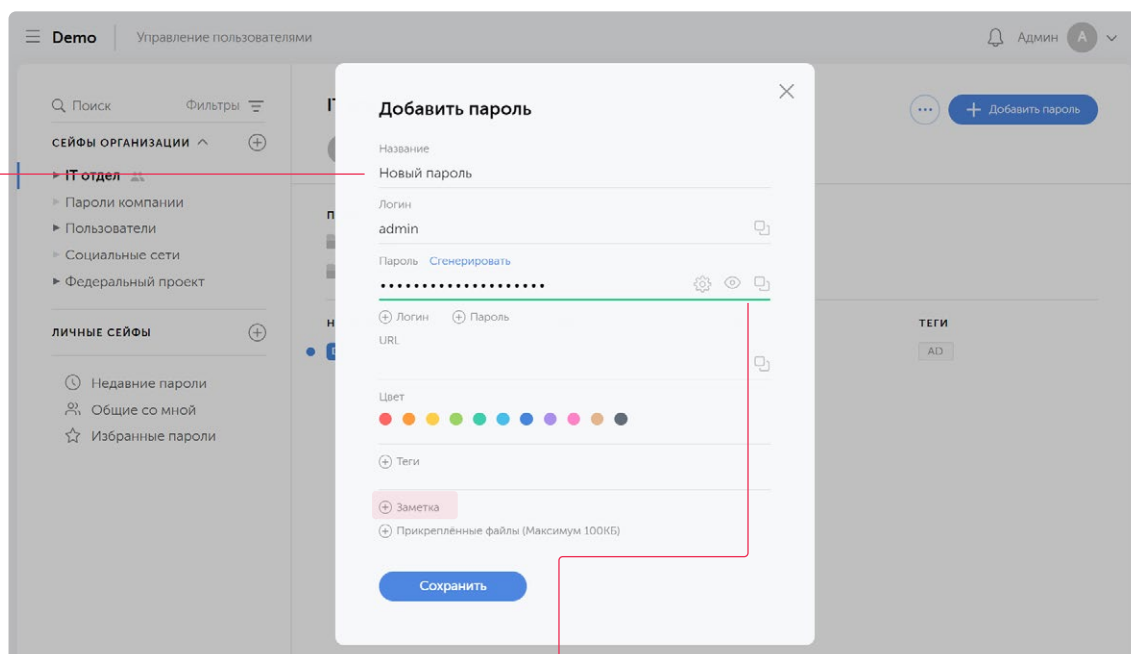 Demo Управление пользователями
Админ A
Поиск Фильтры
СЕЙФЫ ОРГАНИЗАЦИИ
IT отдел
Пароли компании
Пользователи
Социальные сети
Федеральный проект
ЛИЧНЫЕ СЕЙФЫ
Недавние пароли
Общие со мной
Избранные пароли
Добавить пароль
Название
Новый пароль
Логин
admin
Пароль Сгенерировать
••••••••••••••••••••
Логин Пароль
URL
Цвет
Теги
Заметка
Прикреплённые файлы (Максимум 100КБ)
Сохранить
Добавить пароль
ТЕГИ
AD